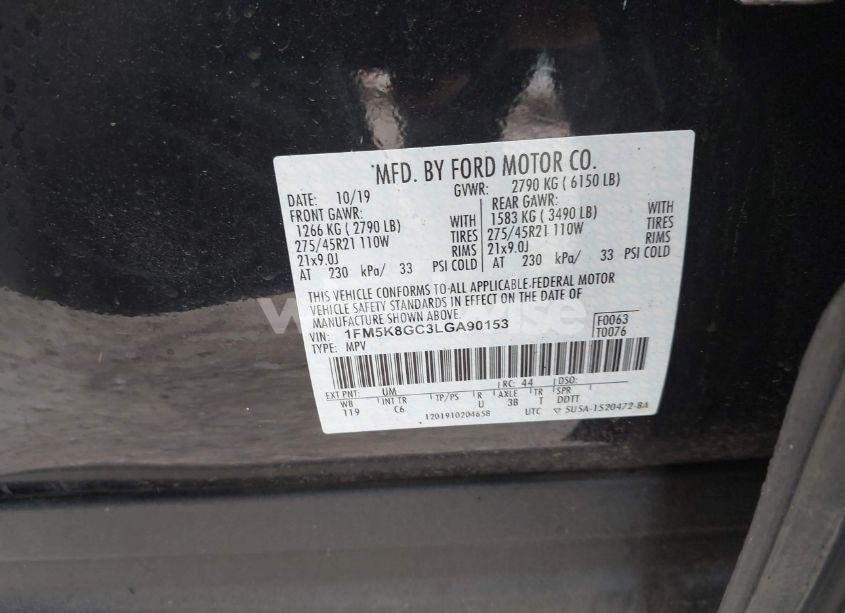 MFD. BY FORD MOTOR CO.
DATE: 10/19 GVWR: 2790 KG ( 6150 LB)
FRONT GAWR: REAR GAWR:
1266 KG ( 2790 LB) WITH 1583 KG ( 3490 LB) WITH
275/45R21 110W TIRES 275/45R21 110W TIRES
21x9.0J RIMS 21x9.0J RIMS
AT 230 kPa/ 33 PSI COLD AT 230 kPa/ 33 PSI COLD
THIS VEHICLE CONFORMS TO ALL APPLICABLE FEDERAL MOTOR
VEHICLE SAFETY STANDARDS IN EFFECT ON THE DATE OF
MANUFACTURE SHOWN ABOVE.
VIN: 1FM5K8GC3LGA90153 F0063
TYPE: MPV T0076
EXT PNT: UM RC: 44 DSO:
WB INT TR TP/PS R AXLE TR SPR
119 C6 U 3B T DDTT
1201910204658 UTC 5U5A-1520472-BA